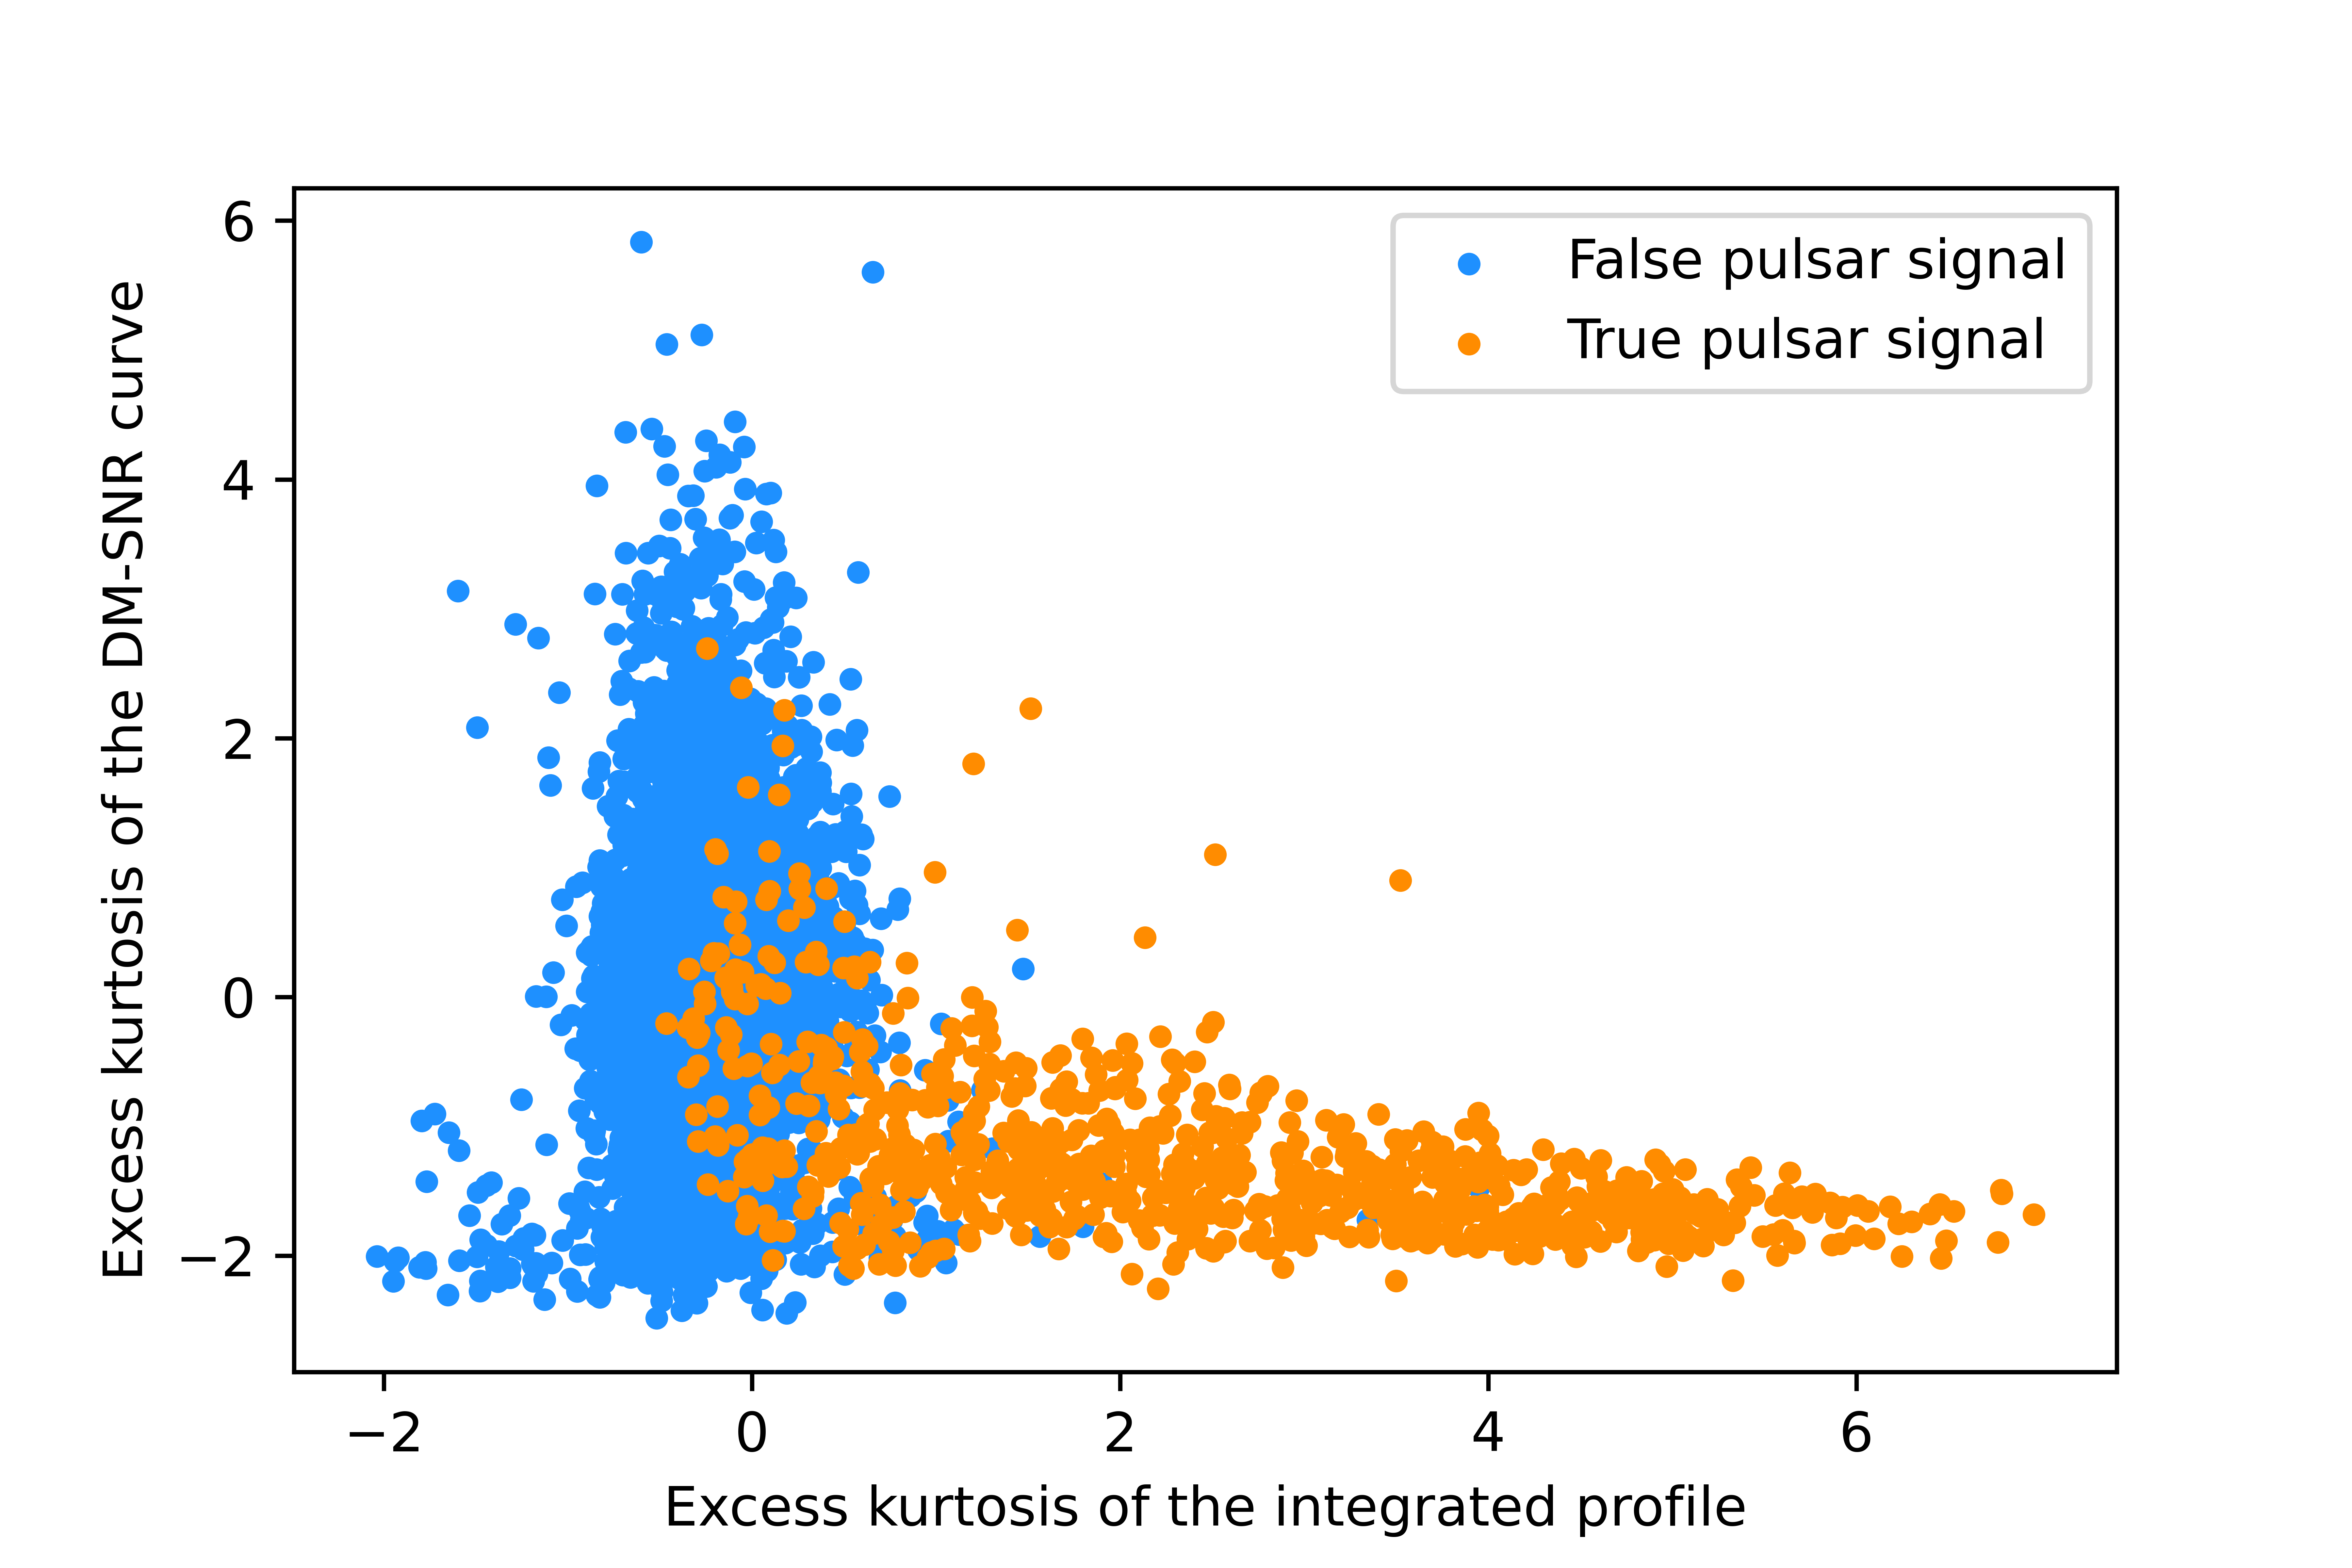 6
4
2
0
−2
−2
0
2
4
6
Excess kurtosis of the DM-SNR curve
Excess kurtosis of the integrated profile
False pulsar signal
True pulsar signal